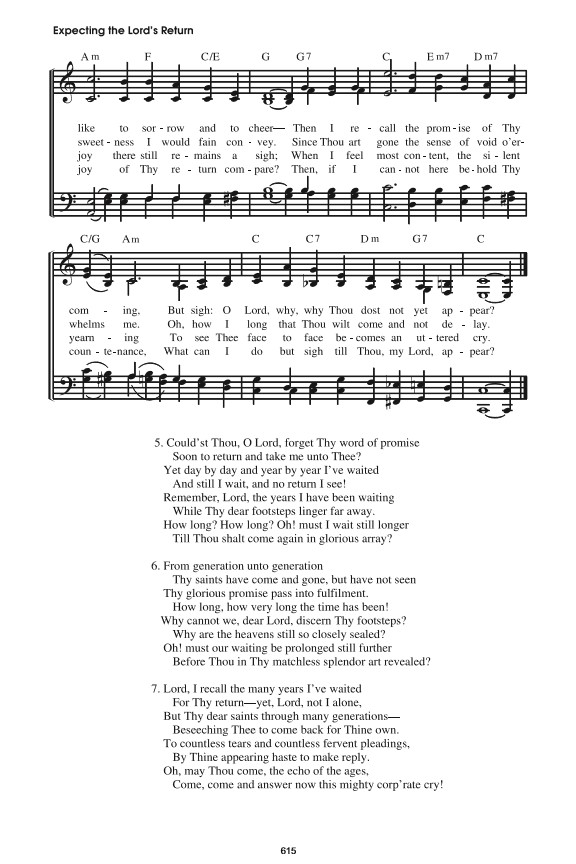 Expecting the Lord's Return
Am F C/E G G7 C Em7 Dm7
like to sor - row and to cheer— Then I re - call the prom - ise of Thy
sweet - ness I would fain con - vey. Since Thou art gone the sense of void o'er-
joy there still re - mains a sigh; When I feel most con - tent, the si - lent
joy of Thy re - turn com - pare? Then, if I can - not here be - hold Thy
C/G Am C C7 Dm G7 C
com - ing, But sigh: O Lord, why, why Thou dost not yet ap - pear?
whelms me. Oh, how I long that Thou wilt come and not de - lay.
yearn - ing To see Thee face to face be - comes an ut - tered cry.
coun - te-nance, What can I do but sigh till Thou, my Lord, ap - pear?
5. Could'st Thou, O Lord, forget Thy word of promise
Soon to return and take me unto Thee?
Yet day by day and year by year I've waited
And still I wait, and no return I see!
Remember, Lord, the years I have been waiting
While Thy dear footsteps linger far away.
How long? How long? Oh! must I wait still longer
Till Thou shalt come again in glorious array?
6. From generation unto generation
Thy saints have come and gone, but have not seen
Thy glorious promise pass into fulfilment.
How long, how very long the time has been!
Why cannot we, dear Lord, discern Thy footsteps?
Why are the heavens still so closely sealed?
Oh! must our waiting be prolonged still further
Before Thou in Thy matchless splendor art revealed?
7. Lord, I recall the many years I've waited
For Thy return—yet, Lord, not I alone,
But Thy dear saints through many generations—
Beseeching Thee to come back for Thine own.
To countless tears and countless fervent pleadings,
By Thine appearing haste to make reply.
Oh, may Thou come, the echo of the ages,
Come, come and answer now this mighty corp'rate cry!
615